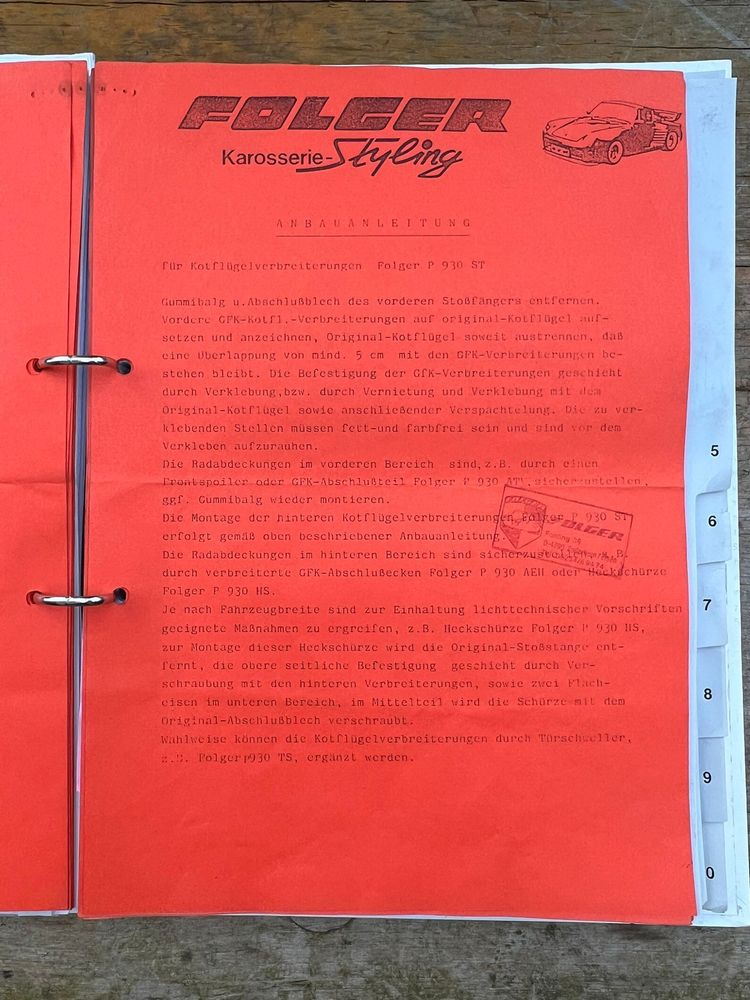 FOLGER
Karosserie-Styling
ANBAUANLEITUNG
für Kotflügelverbreiterungen Folger P 930 ST
Gummibalg u.Abschlußblech des vorderen Stoßfängers entfernen.
Vordere GFK-Kotfl.-Verbreiterungen auf original-Kotflügel auf-
setzen und anzeichnen, Original-Kotflügel soweit austrennen, daß
eine Überlappung von mind. 5 cm mit den GFK-Verbreiterungen be-
stehen bleibt. Die Befestigung der GfK-Verbreiterungen geschieht
durch Verklebung,bzw. durch Vernietung und Verklebung mit dem
Original-Kotflügel sowie anschließender Verspachtelung. Die zu ver-
klebenden Stellen müssen fett-und farbfrei sein und sind vor dem
Verkleben aufzurauhen.
Die Radabdeckungen im vorderen Bereich sind,z.B. durch einen
Frontspoiler oder GFK-Abschlußteil Folger P 930 sicherzustellen,
ggf. Gummibalg wieder montieren.
Die Montage der hinteren Kotflügelverbreiterungen Folger P 930 ST
erfolgt gemäß oben beschriebener Anbauanleitung.
Die Radabdeckungen im hinteren Bereich sind sicherzustellen z.B.
durch verbreiterte GFK-Abschlußecken Folger P 930 AEH oder Heckschürze
Folger P 930 HS.
Je nach Fahrzeugbreite sind zur Einhaltung lichttechnischer Vorschriften
geeignete Maßnahmen zu ergreifen, z.B. Heckschürze Folger P 930 HS,
zur Montage dieser Heckschürze wird die Original-Stoßstange ent-
fernt, die obere seitliche Befestigung geschieht durch Ver-
schraubung mit den hinteren Verbreiterungen, sowie zwei Flach-
eisen im unteren Bereich, im Mittelteil wird die Schürze mit dem
Original-Abschlußblech verschraubt.
Wahlweise können die Kotflügelverbreiterungen durch Türschweller,
z.B. Folger p930 TS, ergänzt werden.
FOLGER
5
6
7
8
9
0